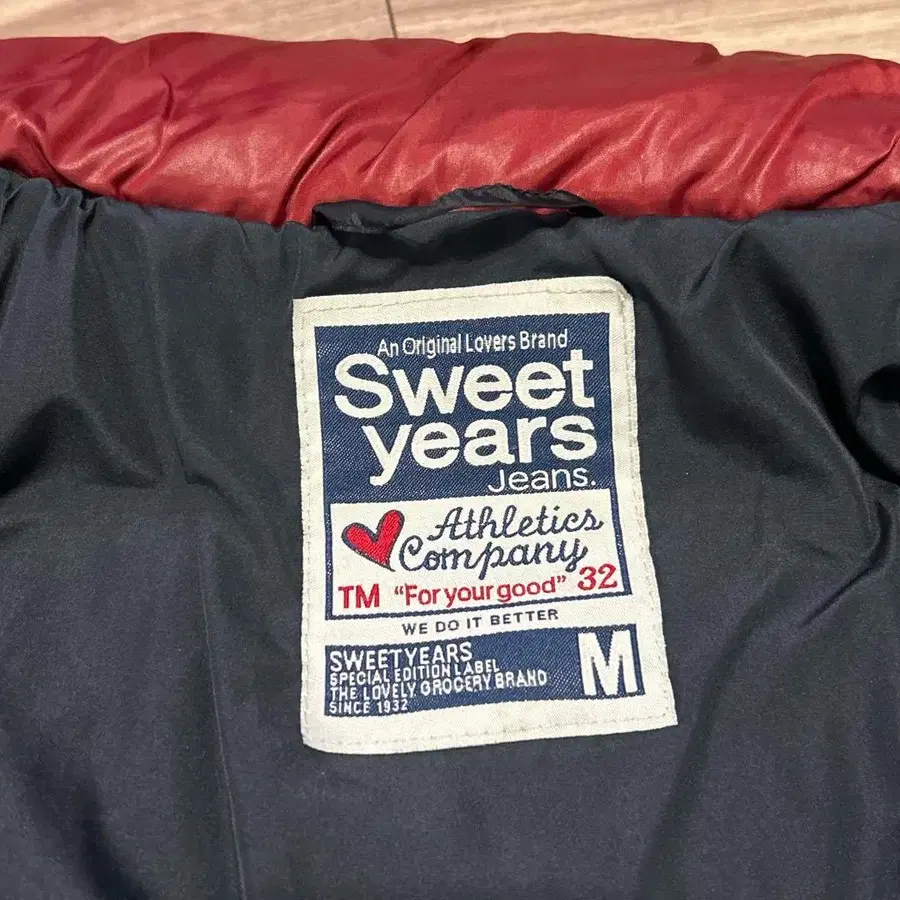 An Original Lovers Brand
Sweet
years
Jeans.
Athletics
Company
TM "For your good" 32
WE DO IT BETTER
SWEETYEARS
SPECIAL EDITION LABEL
THE LOVELY GROCERY BRAND
SINCE 1932
M